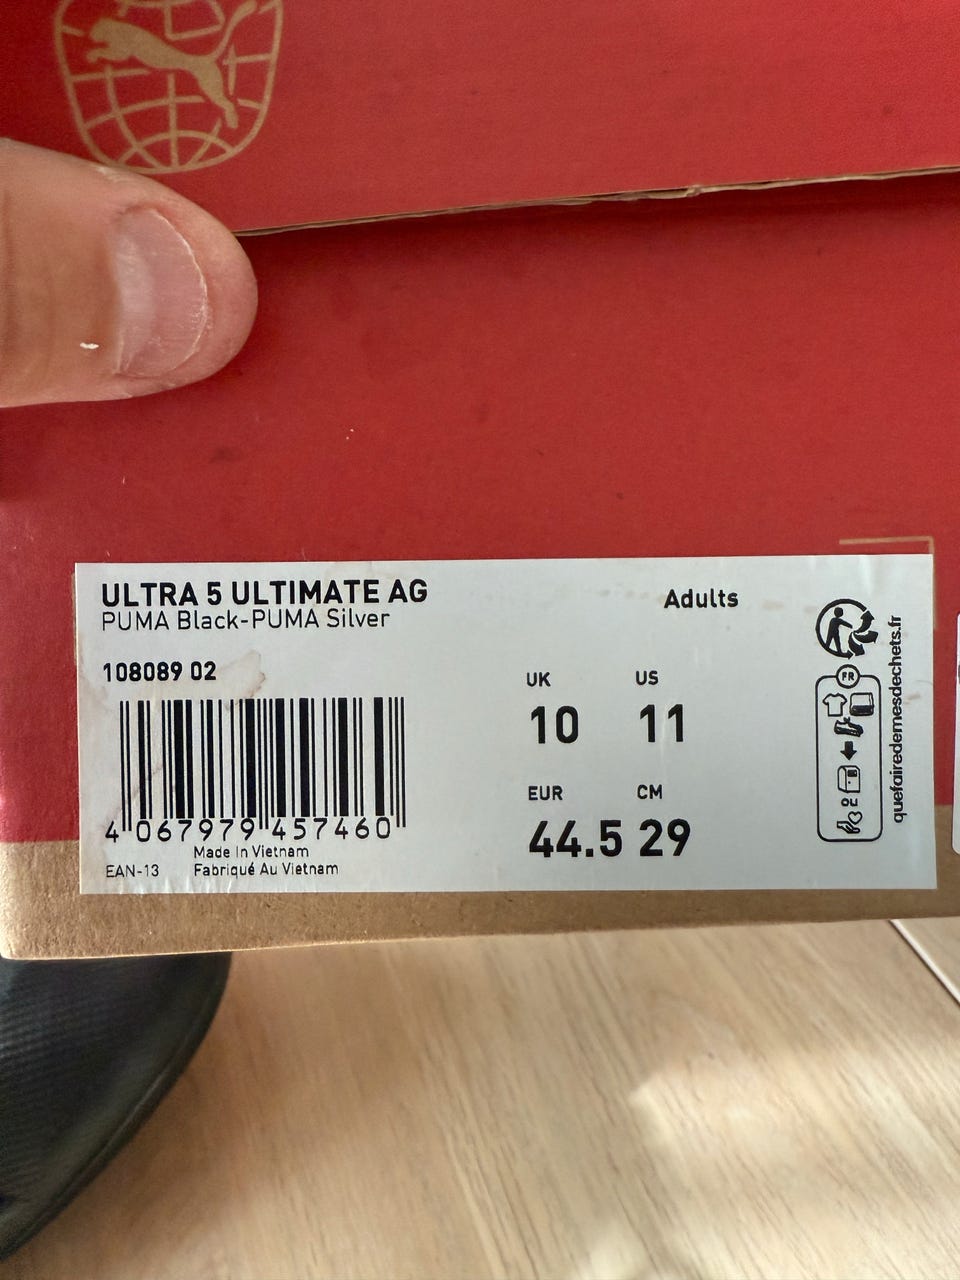 ULTRA 5 ULTIMATE AG
PUMA Black-PUMA Silver
Adults
108089 02
UK US
10 11
EUR CM
44.5 29
4 067979 457460
Made In Vietnam
EAN-13 Fabriqué Au Vietnam
FR
OU
quefairedemesdechets.fr